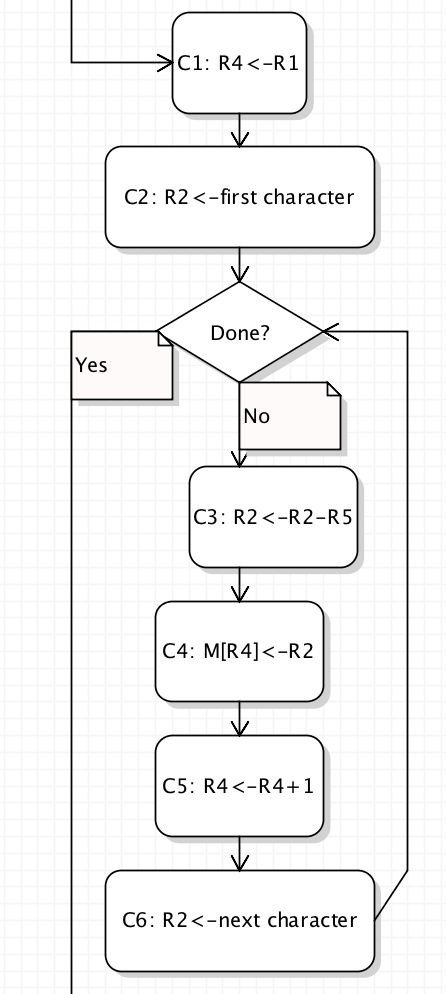 C1: R4<-R1
C2: R2<-first character
Done?
Yes
No
C3: R2<-R2-R5
C4: M[R4]<-R2
C5: R4<-R4+1
C6: R2<-next character